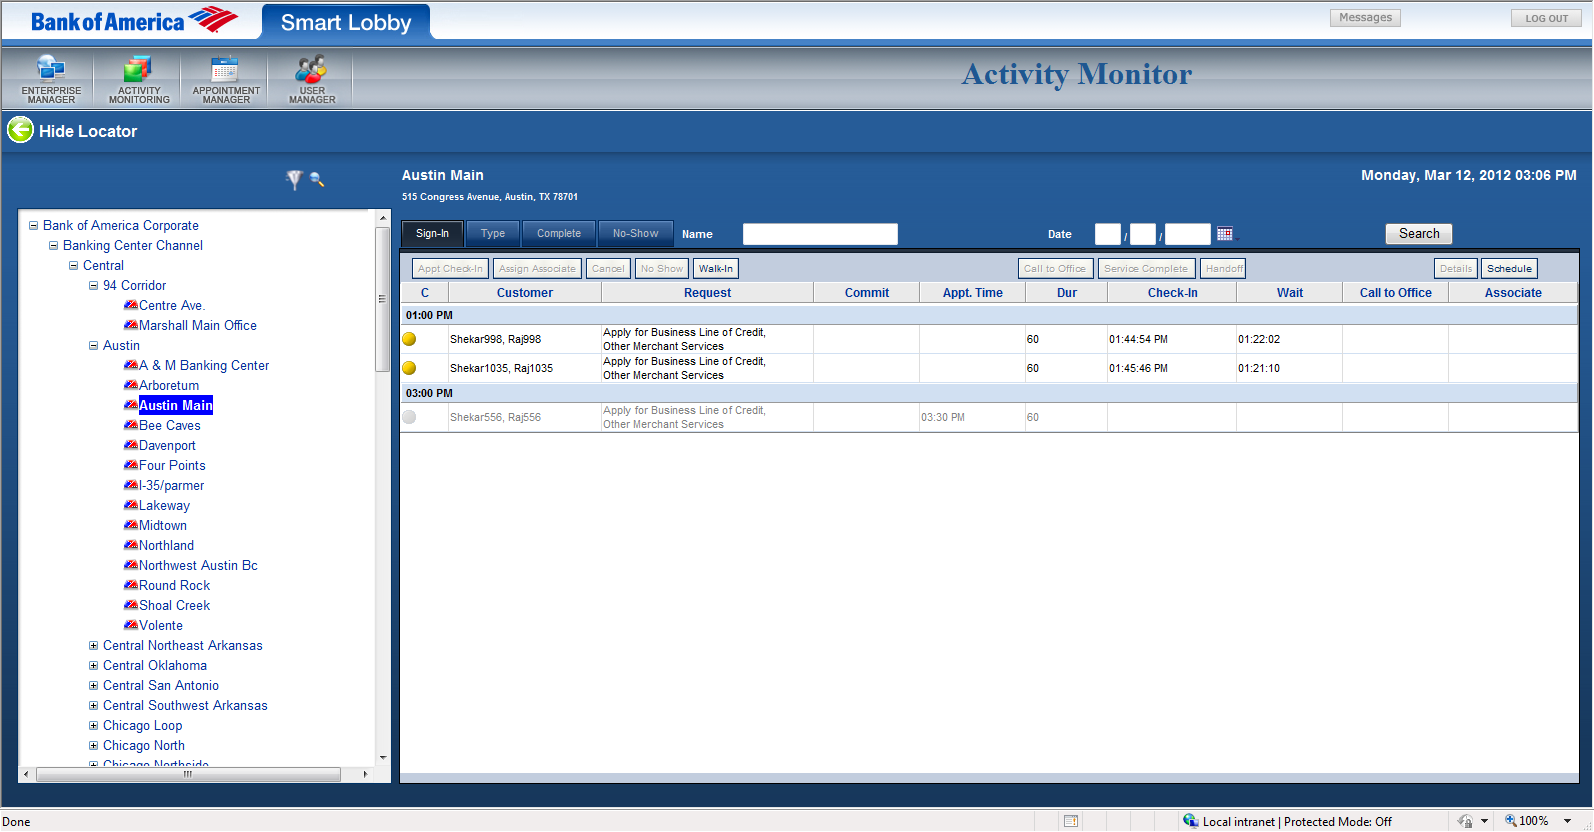 Bank of America
Smart Lobby
Messages
LOG OUT
ENTERPRISE MANAGER
ACTIVITY MONITORING
APPOINTMENT MANAGER
USER MANAGER
Activity Monitor
Hide Locator
Austin Main
Monday, Mar 12, 2012 03:06 PM
515 Congress Avenue, Austin, TX 78701
Bank of America Corporate
Banking Center Channel
Central
94 Corridor
Centre Ave.
Marshall Main Office
Austin
A & M Banking Center
Arboretum
Austin Main
Bee Caves
Davenport
Four Points
I-35/parmer
Lakeway
Midtown
Northland
Northwest Austin Bc
Round Rock
Shoal Creek
Volente
Central Northeast Arkansas
Central Oklahoma
Central San Antonio
Central Southwest Arkansas
Chicago Loop
Chicago North
Chicago Northside
Sign-In Type Complete No-Show Name Date / / Search
Appt Check-In Assign Associate Cancel No Show Walk-In Call to Office Service Complete Handoff Details Schedule
C Customer Request Commit Appt. Time Dur Check-In Wait Call to Office Associate
01:00 PM
Shekar998, Raj998 Apply for Business Line of Credit, 60 01:44:54 PM 01:22:02
Other Merchant Services
Shekar1035, Raj1035 Apply for Business Line of Credit, 60 01:45:46 PM 01:21:10
Other Merchant Services
03:00 PM
Shekar556, Raj556 Apply for Business Line of Credit, 03:30 PM 60
Other Merchant Services
Done
Local intranet | Protected Mode: Off
100%